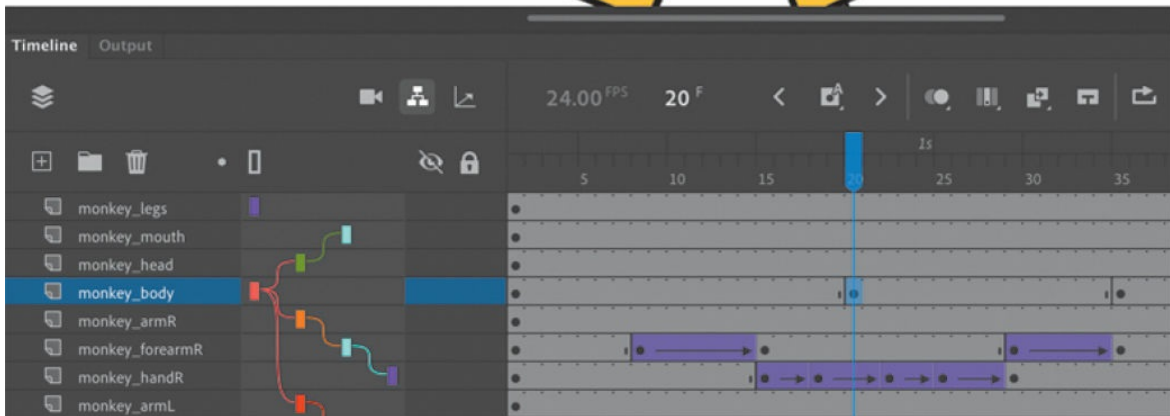 Timeline Output
24.00 FPS 20 F
1s
5 10 15 20 25 30 35
monkey_legs
monkey_mouth
monkey_head
monkey_body
monkey_armR
monkey_forearmR
monkey_handR
monkey_armL